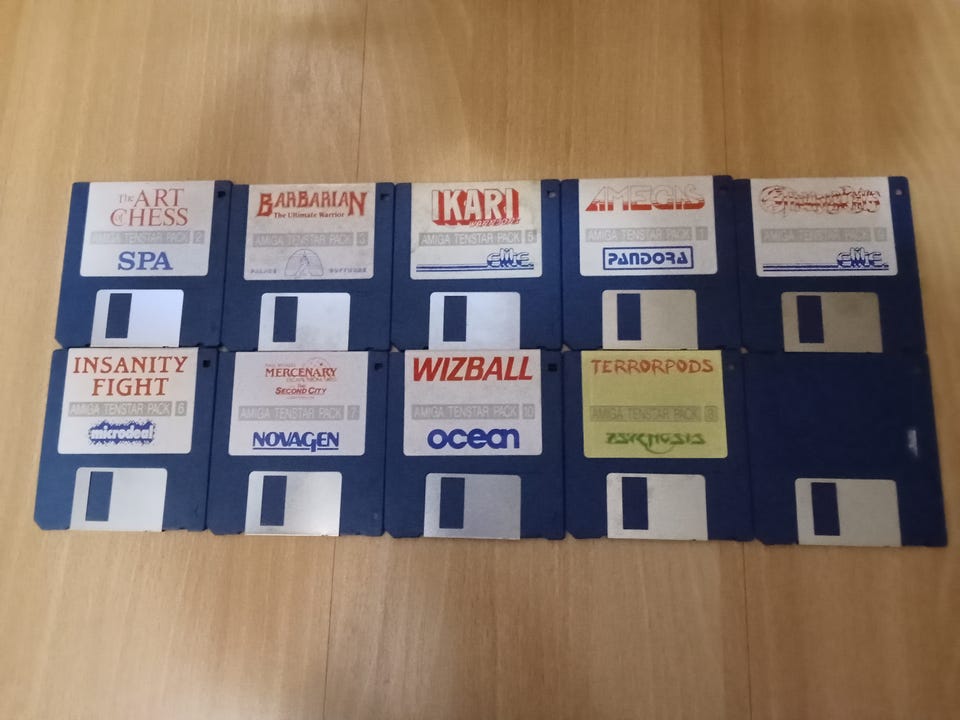 The ART
of CHESS
AMIGA TENSTAR PACK 2
SPA
BARBARIAN
The Ultimate Warrior
AMIGA TENSTAR PACK 3
PALACE SOFTWARE
IKARI
WARRIORS
AMIGA TENSTAR PACK 5
elite
AMEGAS
AMIGA TENSTAR PACK 1
PANDORA
AMIGA TENSTAR PACK
elite
INSANITY
FIGHT
AMIGA TENSTAR PACK 6
microdeal
MERCENARY
THE
SECOND CITY
AMIGA TENSTAR PACK 7
NOVAGEN
WIZBALL
AMIGA TENSTAR PACK 10
ocean
TERRORPODS
AMIGA TENSTAR PACK
PSYGNOSIS